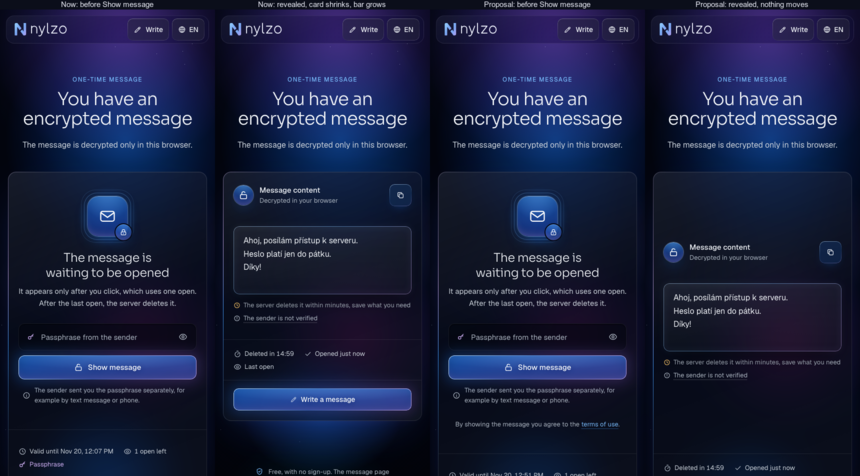 Now: before Show message
nylzo
Write
EN
ONE-TIME MESSAGE
You have an
encrypted message
The message is decrypted only in this browser.
The message is
waiting to be opened
It appears only after you click, which uses one open.
After the last open, the server deletes it.
Passphrase from the sender
Show message
The sender sent you the passphrase separately, for
example by text message or phone.
Valid until Nov 20, 12:07 PM
1 open left
Passphrase
Now: revealed, card shrinks, bar grows
nylzo
Write
EN
ONE-TIME MESSAGE
You have an
encrypted message
The message is decrypted only in this browser.
Message content
Decrypted in your browser
Ahoj, posílám přístup k serveru.
Heslo platí jen do pátku.
Díky!
The server deletes it within minutes, save what you need
The sender is not verified
Deleted in 14:59
Opened just now
Last open
Write a message
Free, with no sign-up. The message page
Proposal: before Show message
nylzo
Write
EN
ONE-TIME MESSAGE
You have an
encrypted message
The message is decrypted only in this browser.
The message is
waiting to be opened
It appears only after you click, which uses one open.
After the last open, the server deletes it.
Passphrase from the sender
Show message
The sender sent you the passphrase separately, for
example by text message or phone.
By showing the message you agree to the terms of use.
Valid until Nov 20, 12:51 PM
1 open left
Proposal: revealed, nothing moves
nylzo
Write
EN
ONE-TIME MESSAGE
You have an
encrypted message
The message is decrypted only in this browser.
Message content
Decrypted in your browser
Ahoj, posílám přístup k serveru.
Heslo platí jen do pátku.
Díky!
The server deletes it within minutes, save what you need
The sender is not verified
Deleted in 14:59
Opened just now